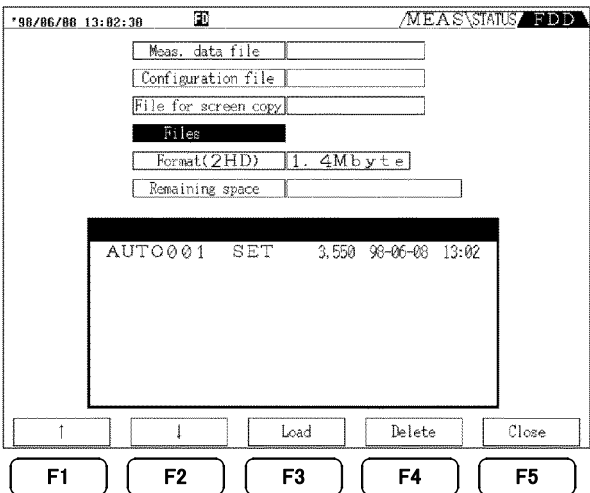 '98/06/08 13:02:30 FD /MEAS\STATUS/ FDD
Meas. data file
Configuration file
File for screen copy
Files
Format(2HD) 1. 4Mbyte
Remaining space
AUTO001 SET 3,550 98-06-08 13:02
↑ ↓ Load Delete Close
F1 F2 F3 F4 F5